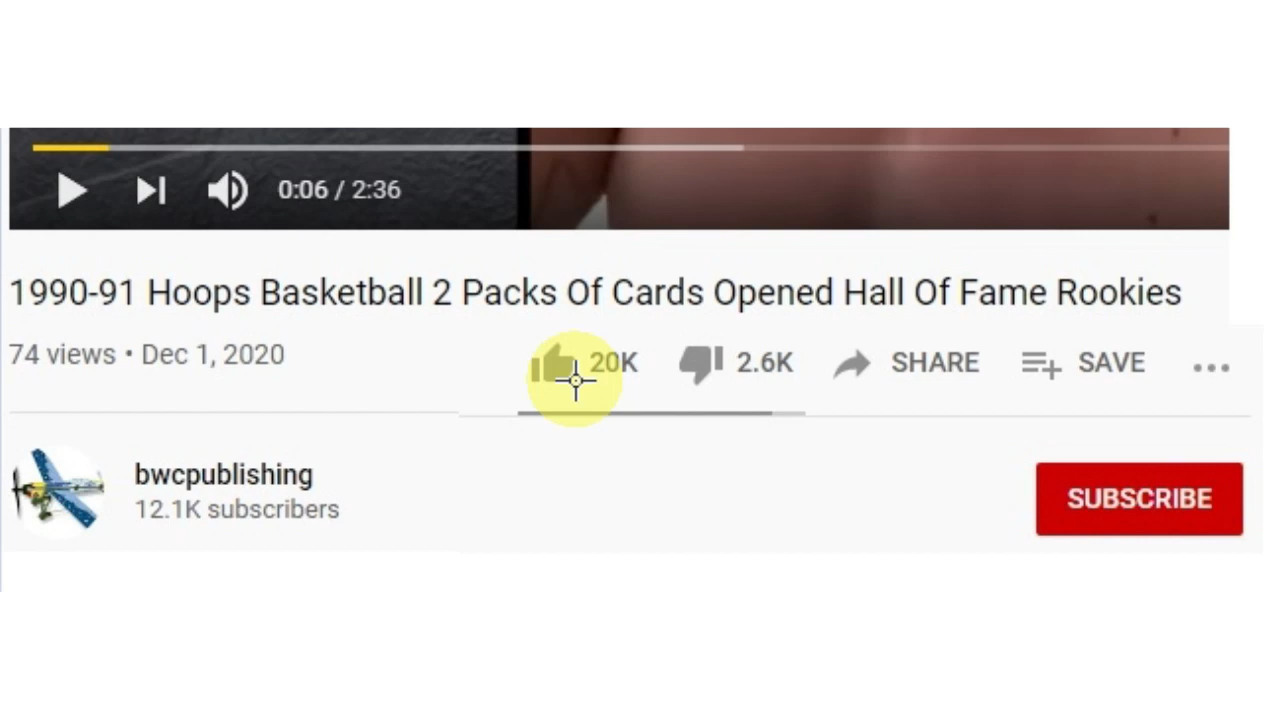 0:06 / 2:36
1990-91 Hoops Basketball 2 Packs Of Cards Opened Hall Of Fame Rookies
74 views • Dec 1, 2020
20K 2.6K SHARE SAVE
bwcpublishing
12.1K subscribers
SUBSCRIBE